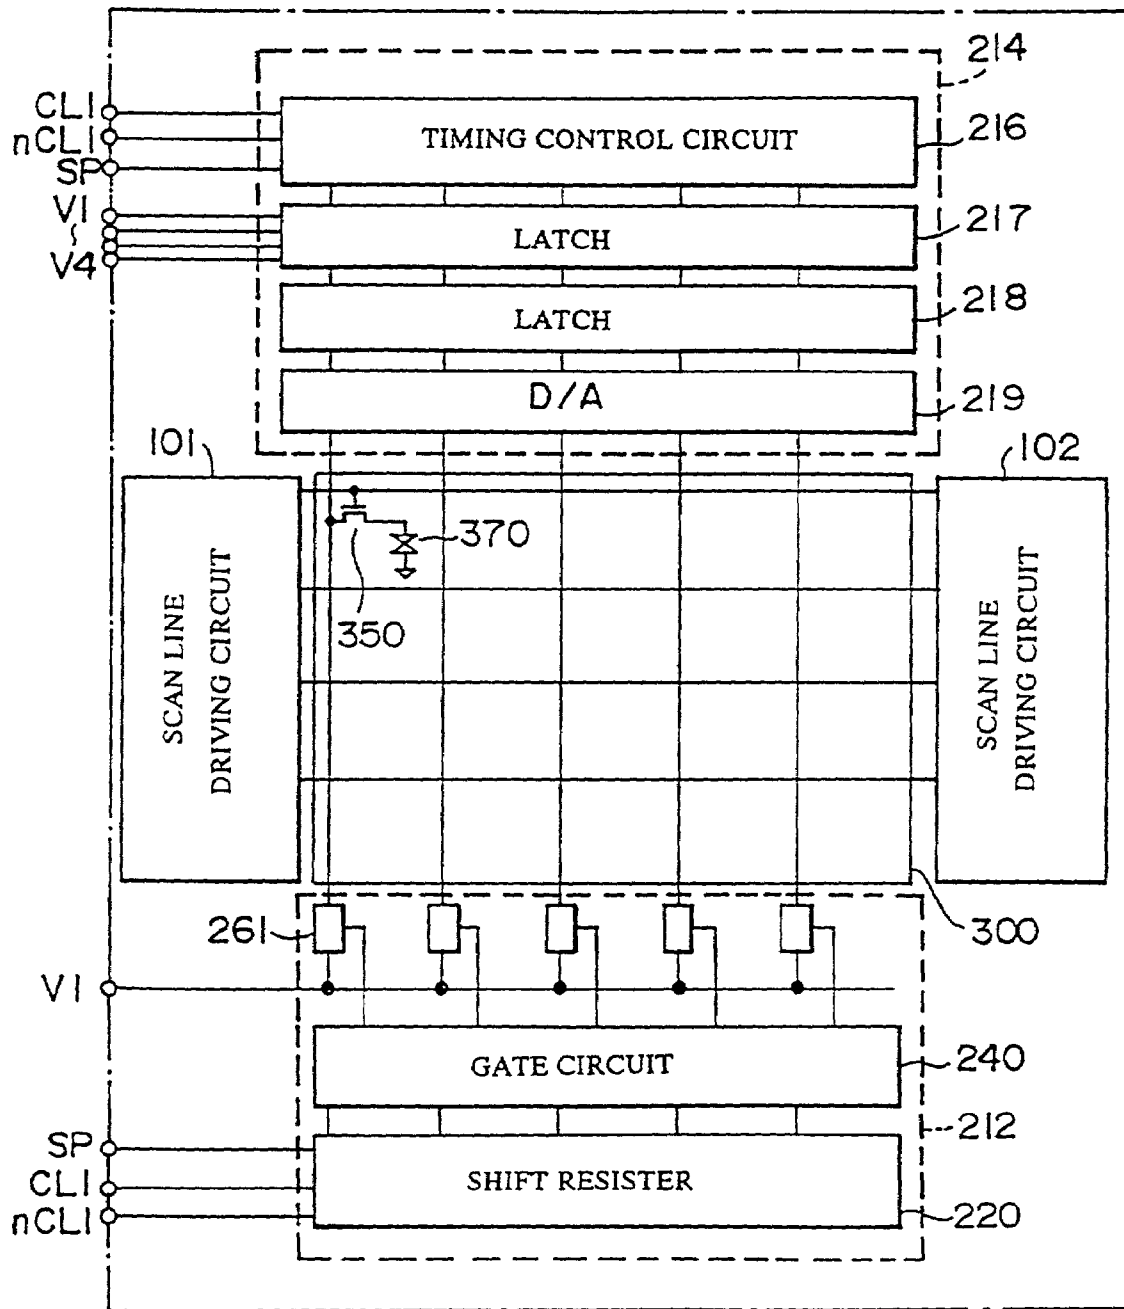 214
CL1
nCL1
SP
TIMING CONTROL CIRCUIT
216
V1
V4
LATCH
217
LATCH
218
D/A
219
101
102
SCAN LINE
DRIVING CIRCUIT
350
370
SCAN LINE
DRIVING CIRCUIT
261
300
V1
GATE CIRCUIT
240
212
SP
CL1
nCL1
SHIFT RESISTER
220